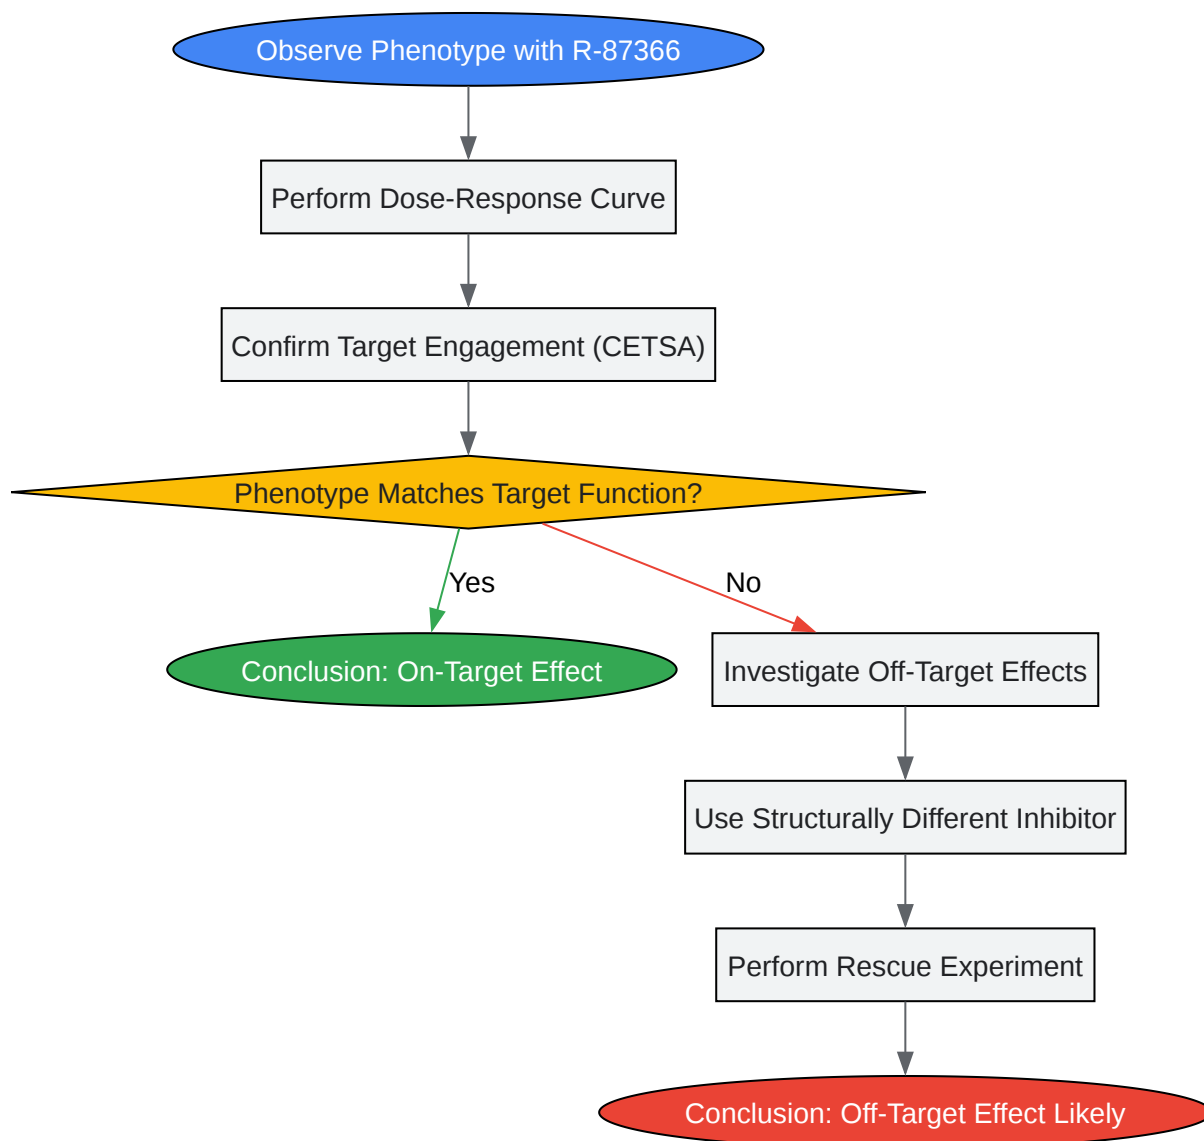 Observe Phenotype with R-87366
Perform Dose-Response Curve
Confirm Target Engagement (CETSA)
Phenotype Matches Target Function?
Yes
No
Conclusion: On-Target Effect
Investigate Off-Target Effects
Use Structurally Different Inhibitor
Perform Rescue Experiment
Conclusion: Off-Target Effect Likely